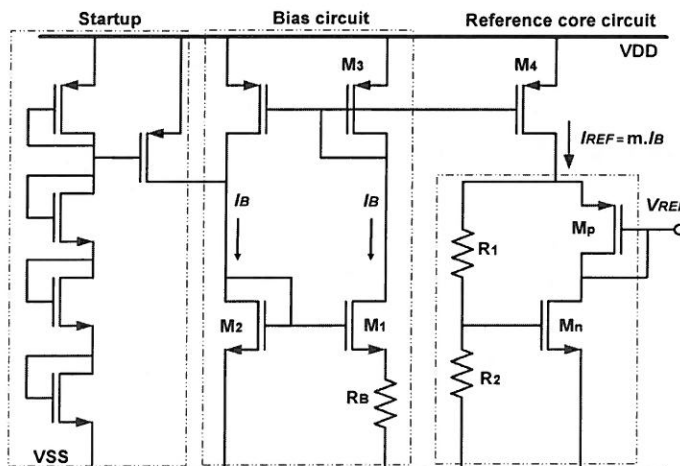 Startup
Bias circuit
Reference core circuit
VDD
M3
M4
IREF=m.IB
IB
IB
VREF
Mp
R1
M2
M1
Mn
RB
R2
VSS